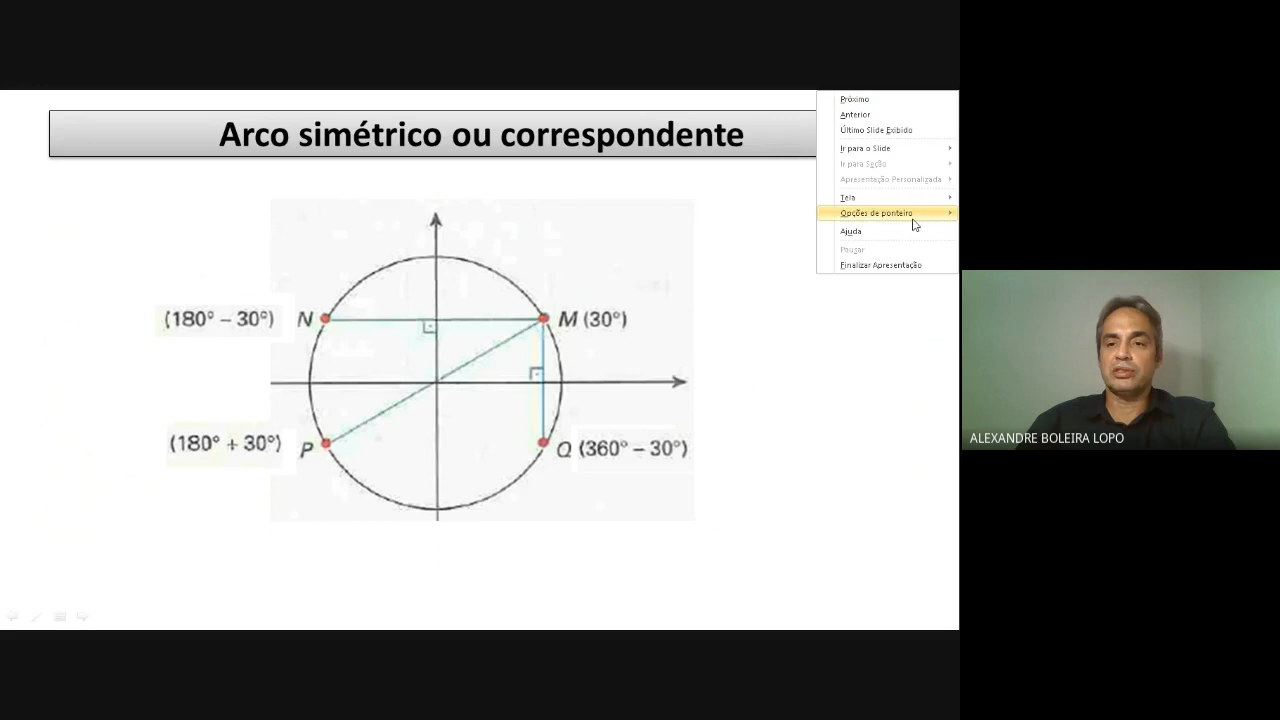 Arco simétrico ou correspondente
Próximo
Anterior
Último Slide Exibido
Ir para o Slide
Ir para Seção
Apresentação Personalizada
Tela
Opções de ponteiro
Ajuda
Pausar
Finalizar Apresentação
(180° – 30°) N
M (30°)
(180° + 30°) P
Q (360° – 30°)
ALEXANDRE BOLEIRA LOPO